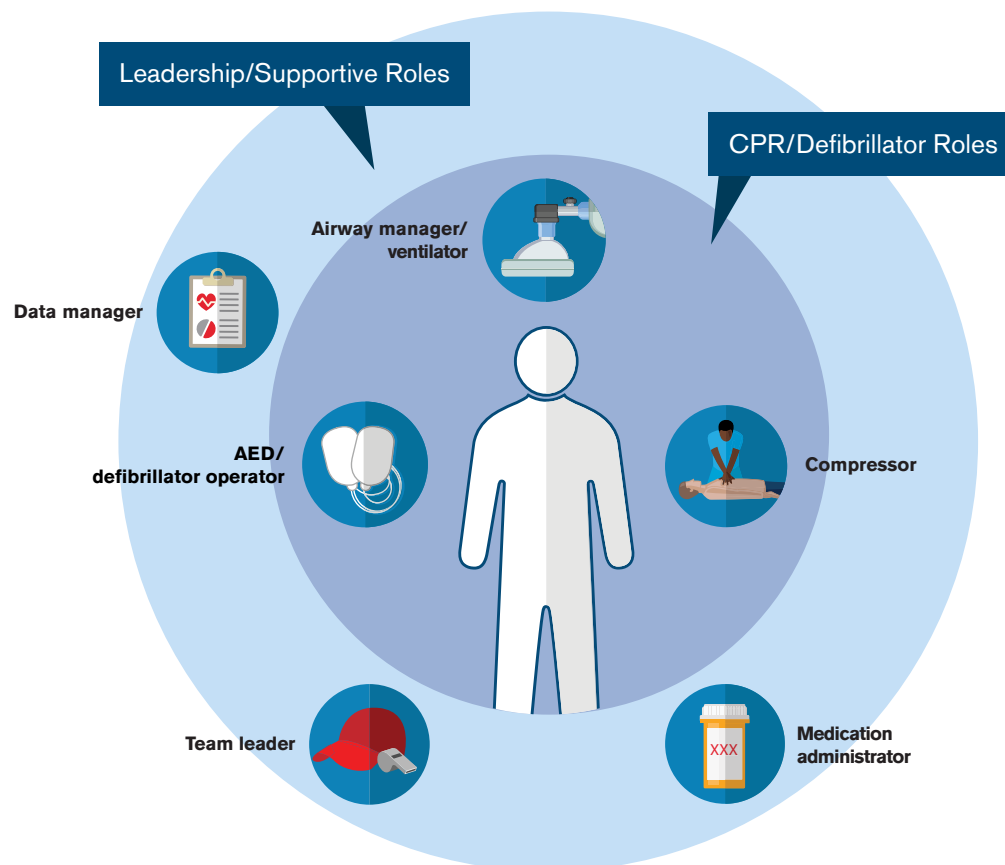 Leadership/Supportive Roles
CPR/Defibrillator Roles
Airway manager/
ventilator
Data manager
AED/
defibrillator operator
Compressor
Team leader
XXX
Medication
administrator